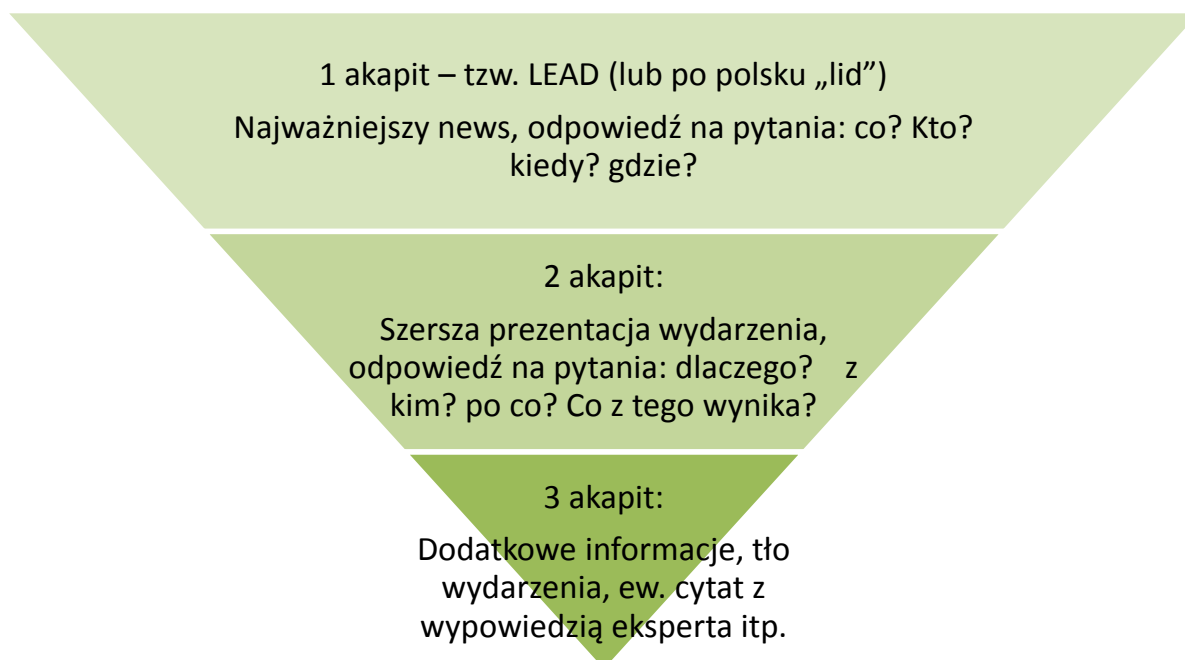 1 akapit – tzw. LEAD (lub po polsku „lid”)
Najważniejszy news, odpowiedź na pytania: co? Kto?
kiedy? gdzie?
2 akapit:
Szersza prezentacja wydarzenia,
odpowiedź na pytania: dlaczego? z
kim? po co? Co z tego wynika?
3 akapit:
Dodatkowe informacje, tło
wydarzenia, ew. cytat z
wypowiedzią eksperta itp.